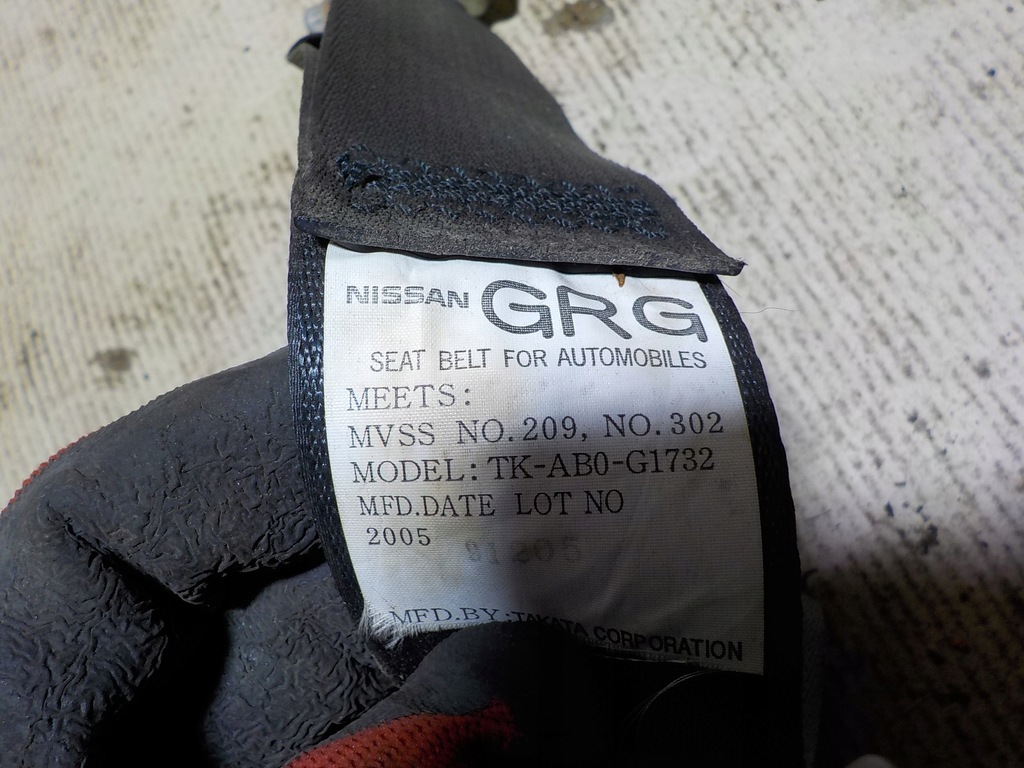 NISSAN GRG
SEAT BELT FOR AUTOMOBILES
MEETS:
MVSS NO.209, NO.302
MODEL:TK-AB0-G1732
MFD.DATE LOT NO
2005
MFD.BY:TAKATA CORPORATION